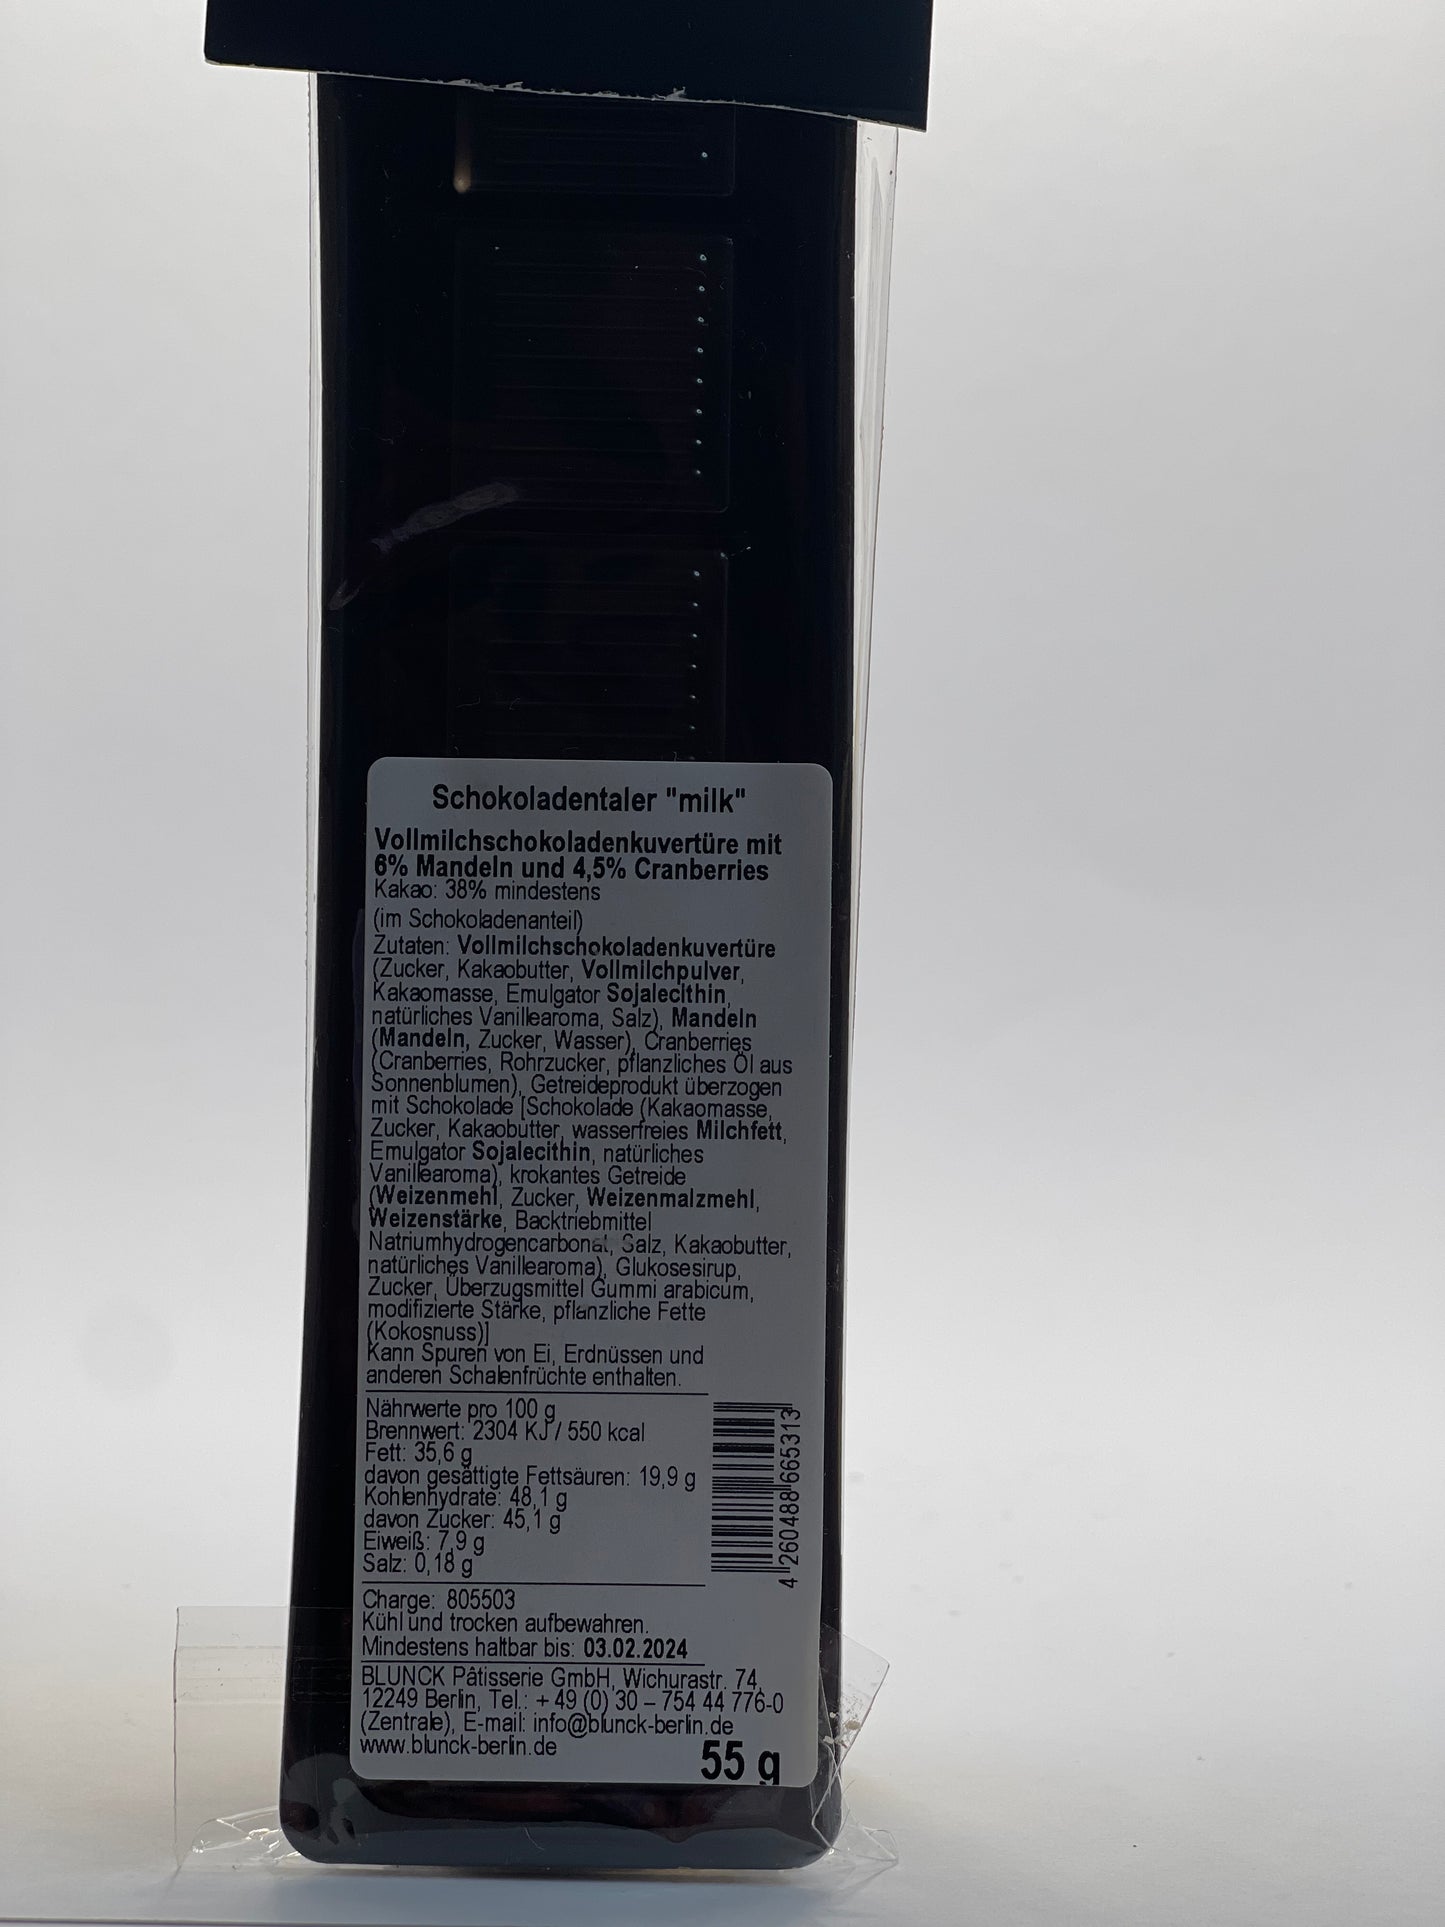 Schokoladentaler "milk"
Vollmilchschokoladenkuvertüre mit
6% Mandeln und 4,5% Cranberries
Kakao: 38% mindestens
(im Schokoladenanteil)
Zutaten: Vollmilchschokoladenkuvertüre
(Zucker, Kakaobutter, Vollmilchpulver,
Kakaomasse, Emulgator Sojalecithin,
natürliches Vanillearoma, Salz), Mandeln
(Mandeln, Zucker, Wasser), Cranberries
(Cranberries, Rohrzucker, pflanzliches Öl aus
Sonnenblumen), Getreideprodukt überzogen
mit Schokolade [Schokolade (Kakaomasse,
Zucker, Kakaobutter, wasserfreies Milchfett,
Emulgator Sojalecithin, natürliches
Vanillearoma), krokantes Getreide
(Weizenmehl, Zucker, Weizenmalzmehl,
Weizenstärke, Backtriebmittel
Natriumhydrogencarbonat, Salz, Kakaobutter,
natürliches Vanillearoma), Glukosesirup,
Zucker, Überzugsmittel Gummi arabicum,
modifizierte Stärke, pflanzliche Fette
(Kokosnuss)]
Kann Spuren von Ei, Erdnüssen und
anderen Schalenfrüchte enthalten.
Nährwerte pro 100 g
Brennwert: 2304 KJ / 550 kcal
Fett: 35,6 g
davon gesättigte Fettsäuren: 19,9 g
Kohlenhydrate: 48,1 g
davon Zucker: 45,1 g
Eiweiß: 7,9 g
Salz: 0,18 g
4 260488 665313
Charge: 805503
Kühl und trocken aufbewahren.
Mindestens haltbar bis: 03.02.2024
BLUNCK Pâtisserie GmbH, Wichurastr. 74,
12249 Berlin, Tel.: + 49 (0) 30 – 754 44 776-0
(Zentrale), E-mail: info@blunck-berlin.de
www.blunck-berlin.de
55 g